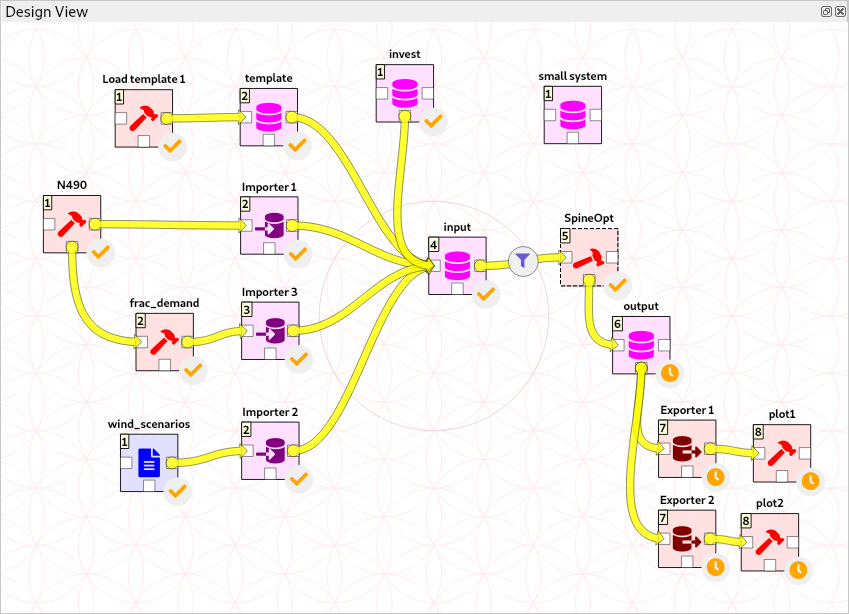 Design View
invest
1
Load template 1
1
template
2
small system
1
N490
1
Importer 1
2
SpineOpt
5
input
4
frac_demand
2
Importer 3
3
output
6
wind_scenarios
1
Importer 2
2
Exporter 1
7
plot1
8
Exporter 2
7
plot2
8